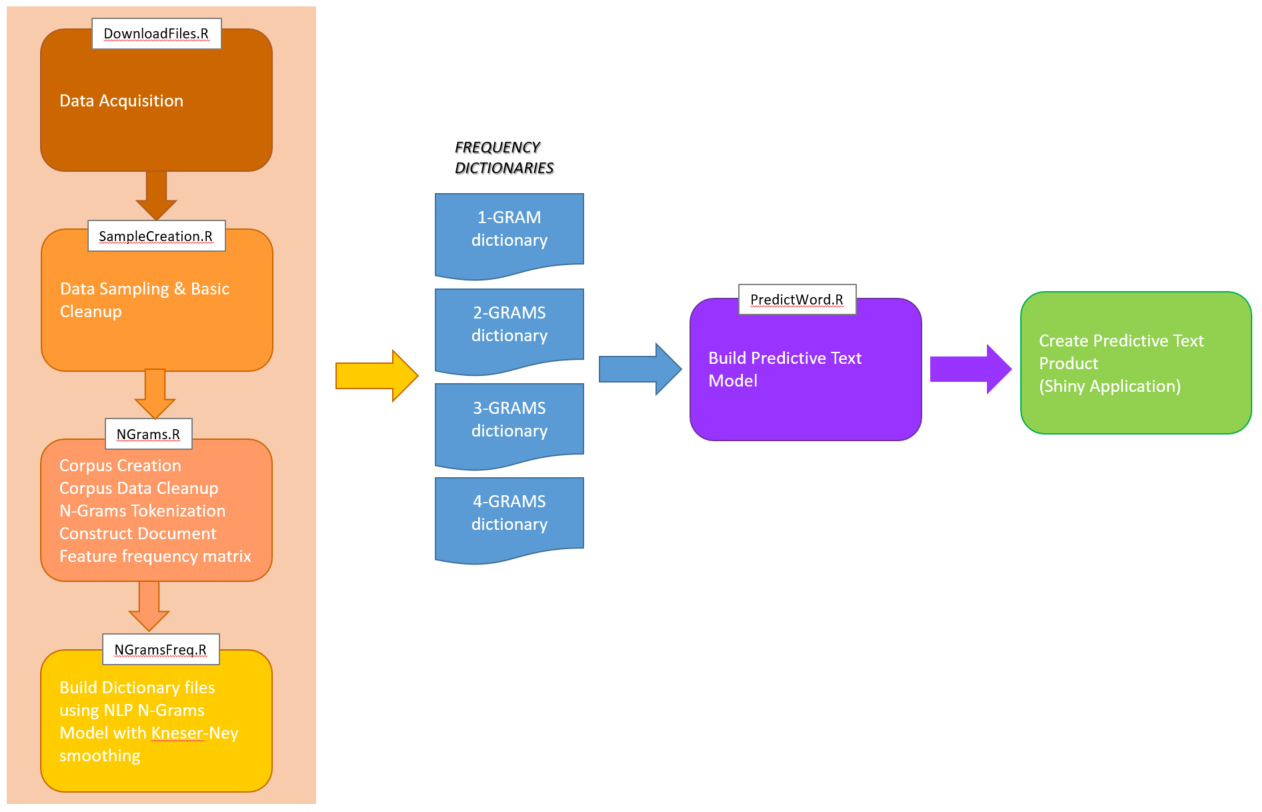 DownloadFiles.R
Data Acquisition
SampleCreation.R
Data Sampling & Basic
Cleanup
NGrams.R
Corpus Creation
Corpus Data Cleanup
N-Grams Tokenization
Construct Document
Feature frequency matrix
NGramsFreq.R
Build Dictionary files
using NLP N-Grams
Model with Kneser-Ney
smoothing
FREQUENCY
DICTIONARIES
1-GRAM
dictionary
2-GRAMS
dictionary
3-GRAMS
dictionary
4-GRAMS
dictionary
PredictWord.R
Build Predictive Text
Model
Create Predictive Text
Product
(Shiny Application)